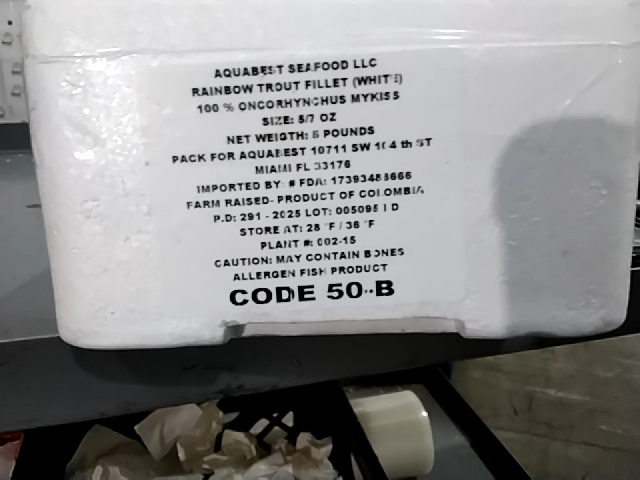 AQUABEST SEAFOOD LLC
RAINBOW TROUT FILLET (WHITE)
100 % ONCORHYNCHUS MYKISS
SIZE: 5/7 OZ
NET WEIGTH: POUNDS
PACK FOR AQUABEST 10711 SW 104 th ST
MIAMI FL 33176
IMPORTED BY: # FDA:
FARM RAISED- PRODUCT OF COLOMBIA
P.D: 291 - 2025 LOT: 005095 I D
STORE AT: 28 °F / 36 °F
PLANT #: 002-15
CAUTION: MAY CONTAIN BONES
ALLERGEN FISH PRODUCT
CODE 50-B